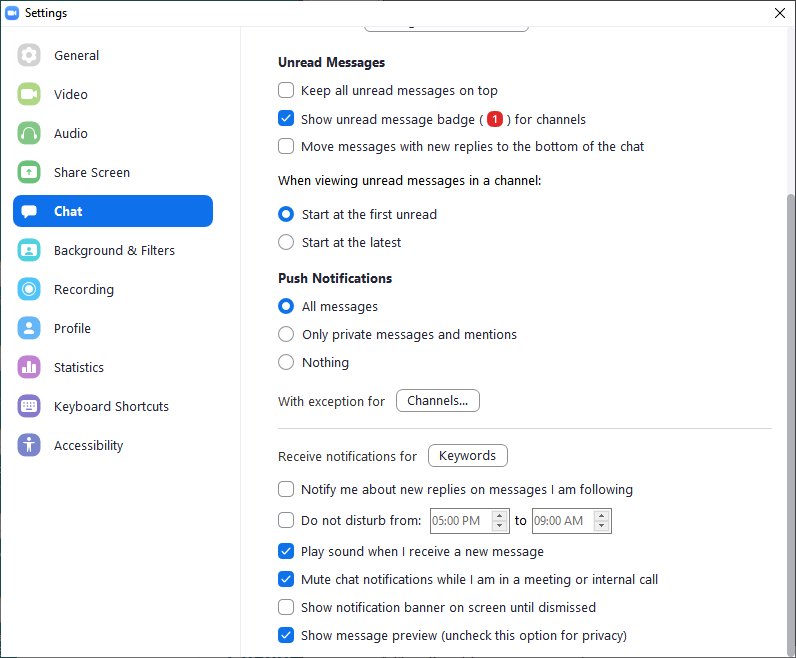 Settings
General
Video
Audio
Share Screen
Chat
Background & Filters
Recording
Profile
Statistics
Keyboard Shortcuts
Accessibility
Unread Messages
Keep all unread messages on top
Show unread message badge ( 1 ) for channels
Move messages with new replies to the bottom of the chat
When viewing unread messages in a channel:
Start at the first unread
Start at the latest
Push Notifications
All messages
Only private messages and mentions
Nothing
With exception for Channels...
Receive notifications for Keywords
Notify me about new replies on messages I am following
Do not disturb from: 05:00 PM to 09:00 AM
Play sound when I receive a new message
Mute chat notifications while I am in a meeting or internal call
Show notification banner on screen until dismissed
Show message preview (uncheck this option for privacy)